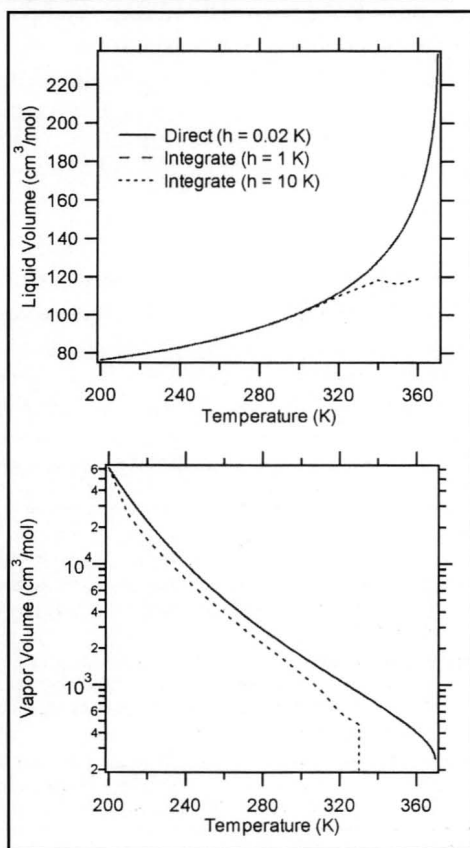 220
200
180
160
140
120
100
80
Liquid Volume (cm³/mol)
Direct (h = 0.02 K)
Integrate (h = 1 K)
Integrate (h = 10 K)
200 240 280 320 360
Temperature (K)
6
4
2
10⁴
6
4
2
10³
6
4
2
Vapor Volume (cm³/mol)
200 240 280 320 360
Temperature (K)